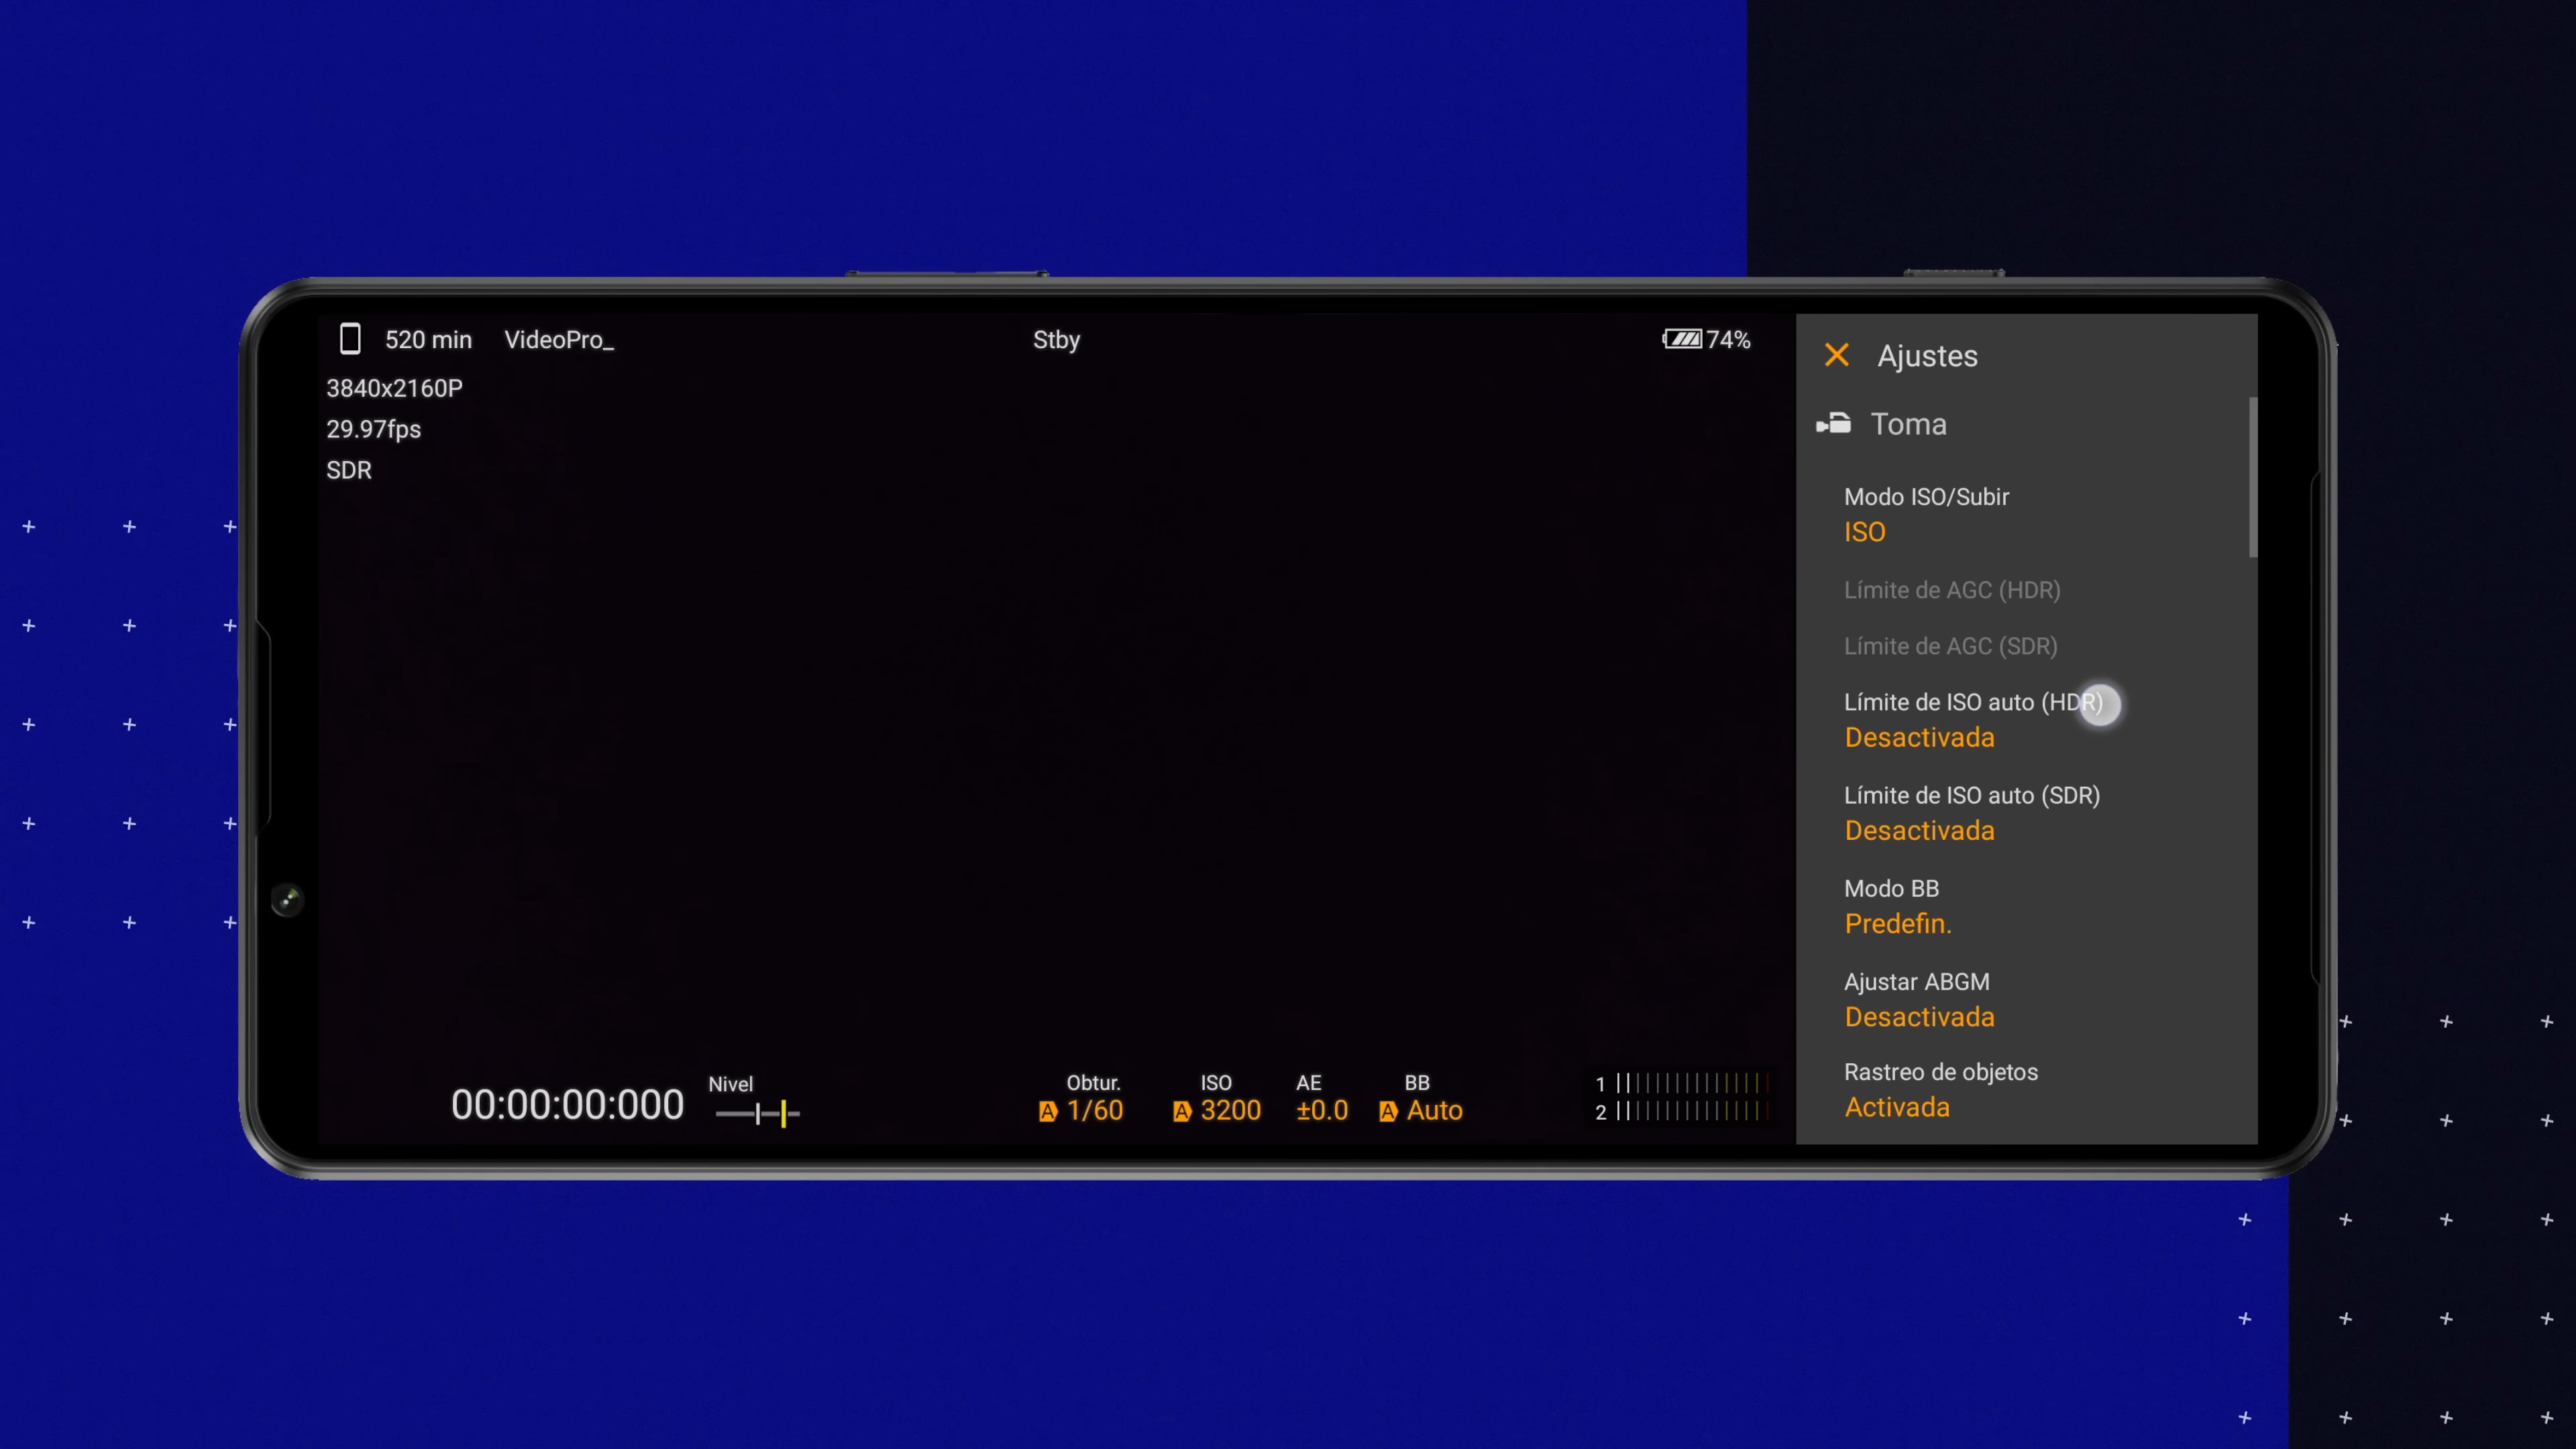 520 min VideoPro_ Stby 74%
3840x2160P
29.97fps
SDR
00:00:00:000
Nivel
Obtur.
A 1/60
ISO
A 3200
AE
±0.0
BB
A Auto
1
2
Ajustes
Toma
Modo ISO/Subir
ISO
Límite de AGC (HDR)
Límite de AGC (SDR)
Límite de ISO auto (HDR)
Desactivada
Límite de ISO auto (SDR)
Desactivada
Modo BB
Predefin.
Ajustar ABGM
Desactivada
Rastreo de objetos
Activada